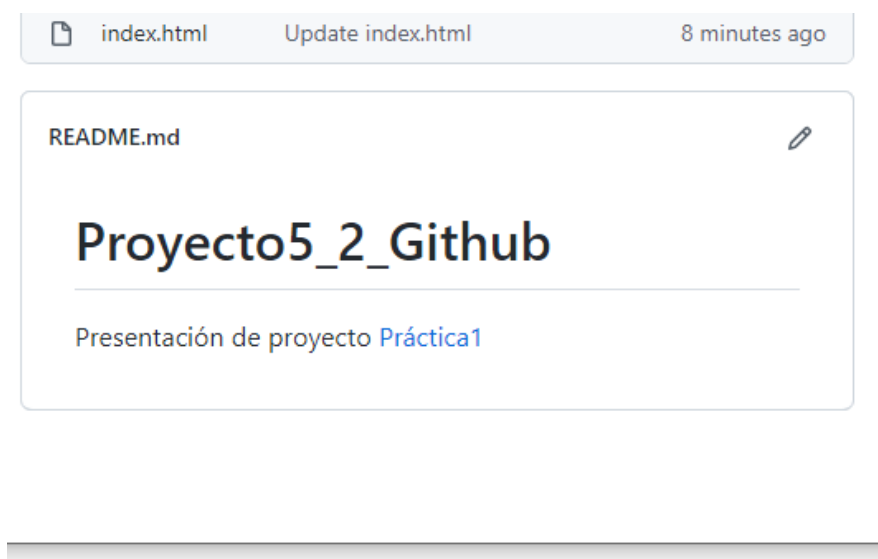 index.html Update index.html 8 minutes ago
README.md
Proyecto5_2_Github
Presentación de proyecto Práctica1